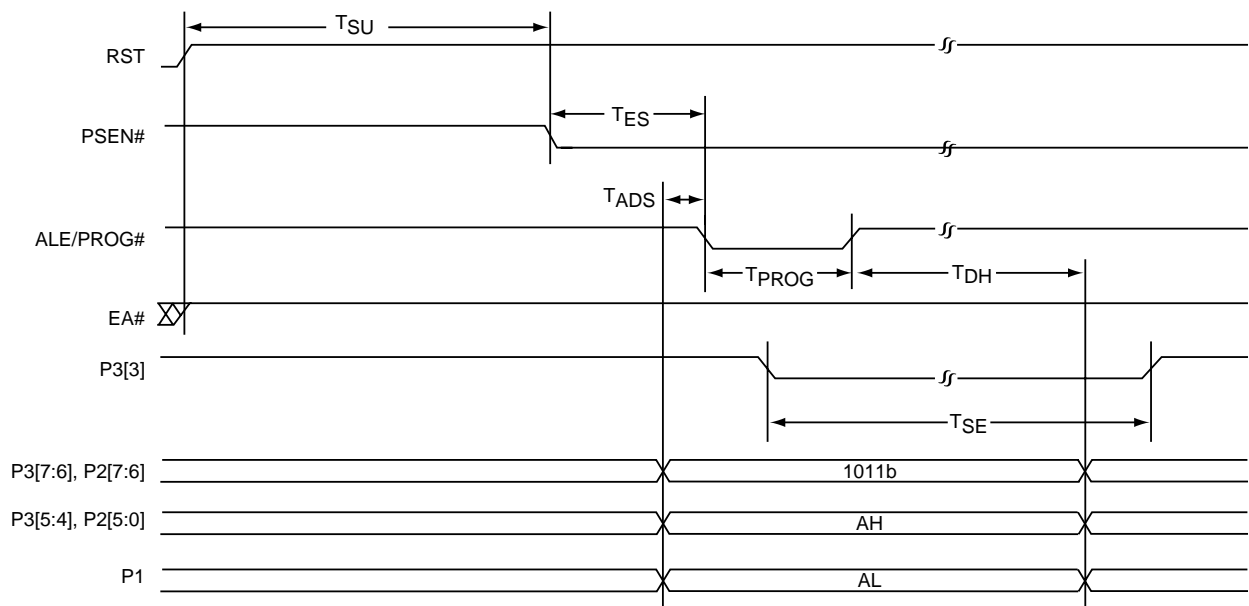 TSU
RST
TES
PSEN#
TADS
ALE/PROG#
TPROG
TDH
EA#
P3[3]
TSE
P3[7:6], P2[7:6]
1011b
P3[5:4], P2[5:0]
AH
P1
AL